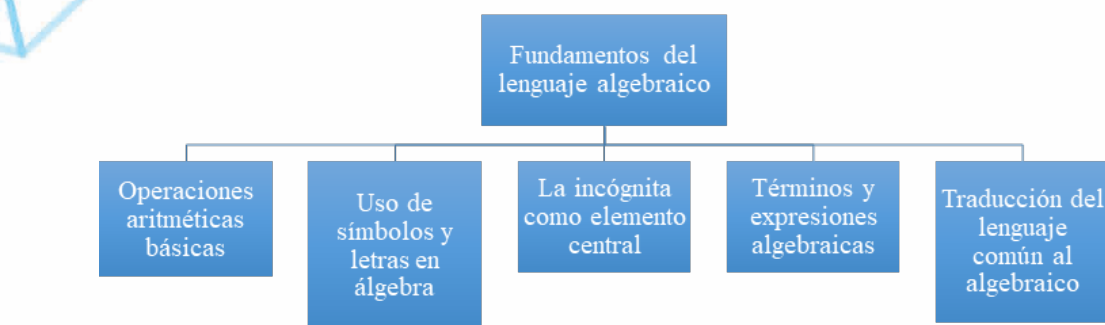 Fundamentos del
lenguaje algebraico
Operaciones
aritméticas
básicas
Uso de
símbolos y
letras en
álgebra
La incógnita
como elemento
central
Términos y
expresiones
algebraicas
Traducción del
lenguaje
común al
algebraico